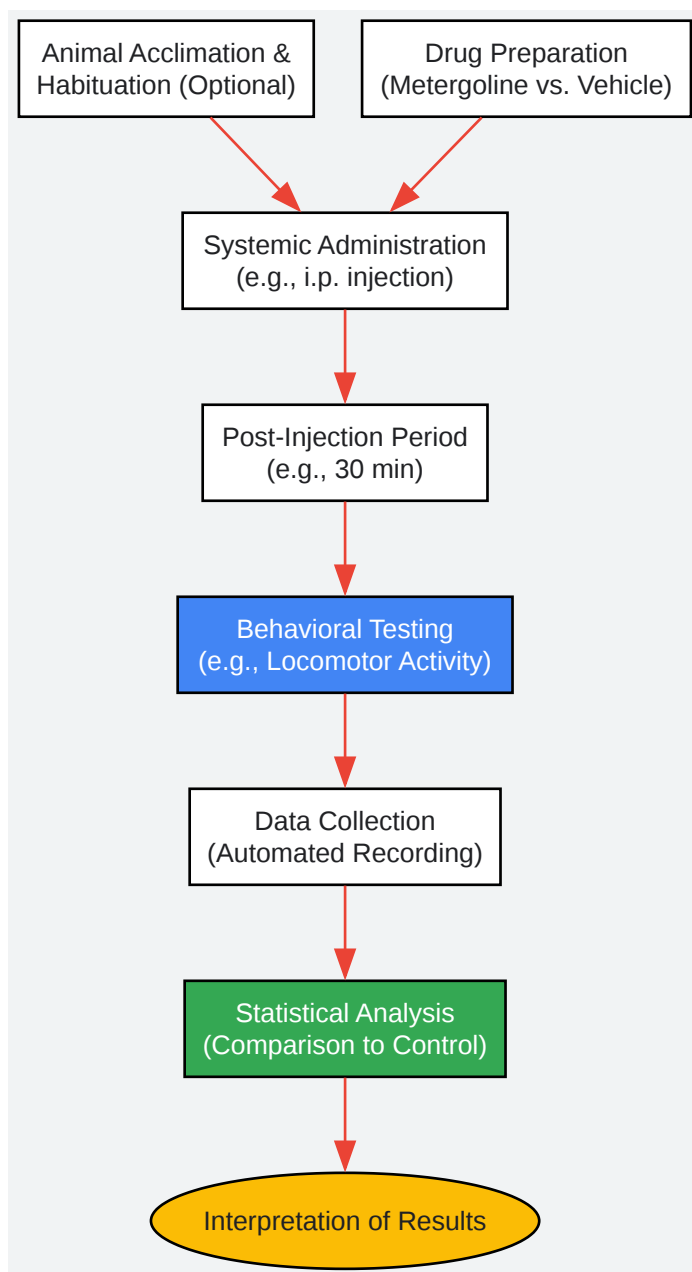 Animal Acclimation &
Habituation (Optional)
Drug Preparation
(Metergoline vs. Vehicle)
Systemic Administration
(e.g., i.p. injection)
Post-Injection Period
(e.g., 30 min)
Behavioral Testing
(e.g., Locomotor Activity)
Data Collection
(Automated Recording)
Statistical Analysis
(Comparison to Control)
Interpretation of Results